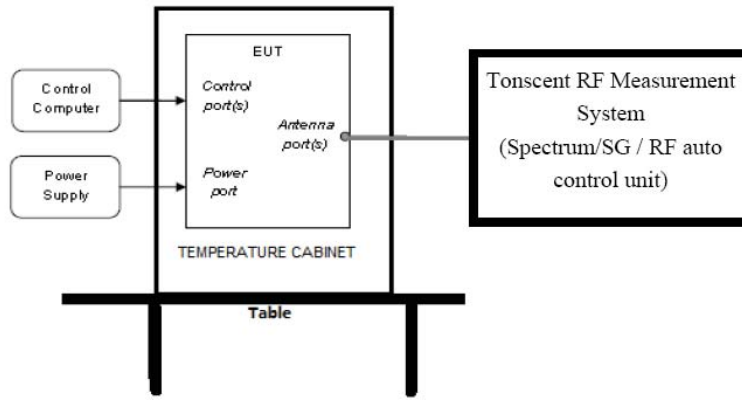 EUT
Control
Computer
Control
port(s)
Antenna
port(s)
Power
Supply
Power
port
TEMPERATURE CABINET
Table
Tonscent RF Measurement
System
(Spectrum/SG / RF auto
control unit)